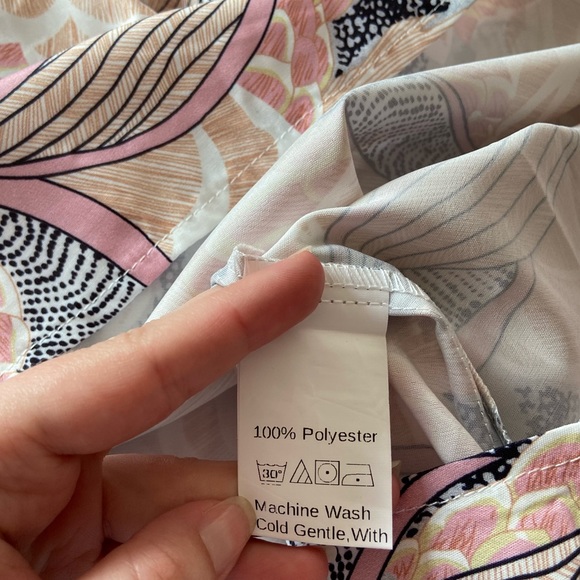 100% Polyester
30°
Machine Wash
Cold Gentle,With